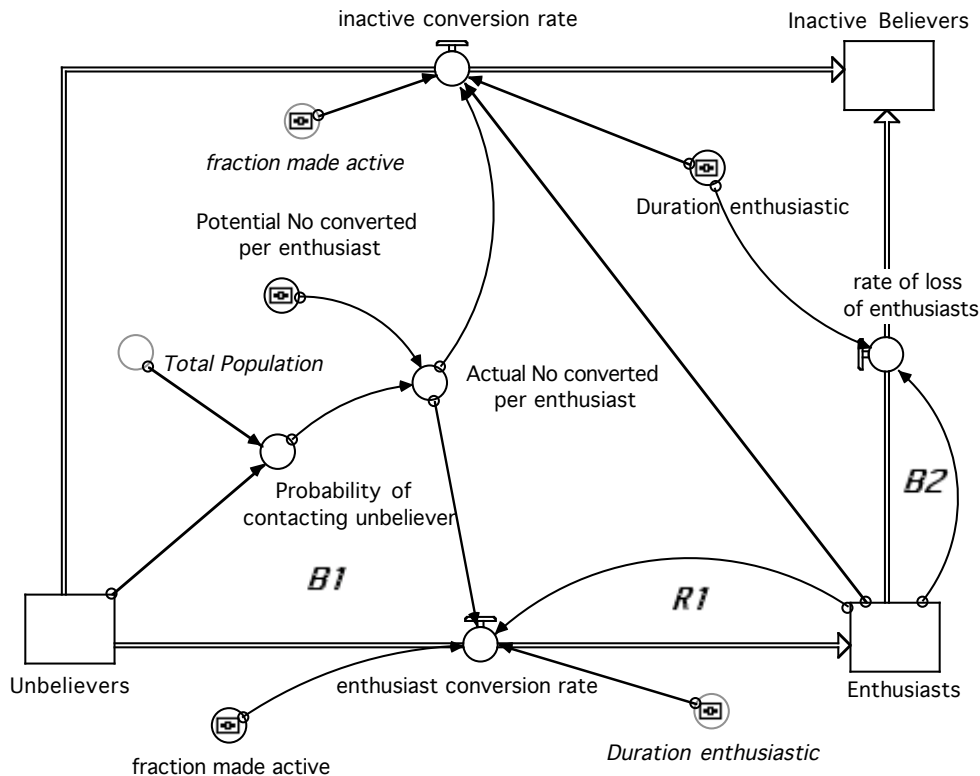 inactive conversion rate
Inactive Believers
fraction made active
Duration enthusiastic
Potential No converted
per enthusiast
rate of loss
of enthusiasts
Total Population
Actual No converted
per enthusiast
B2
Probability of
contacting unbeliever
B1
R1
Unbelievers
enthusiast conversion rate
Enthusiasts
fraction made active
Duration enthusiastic